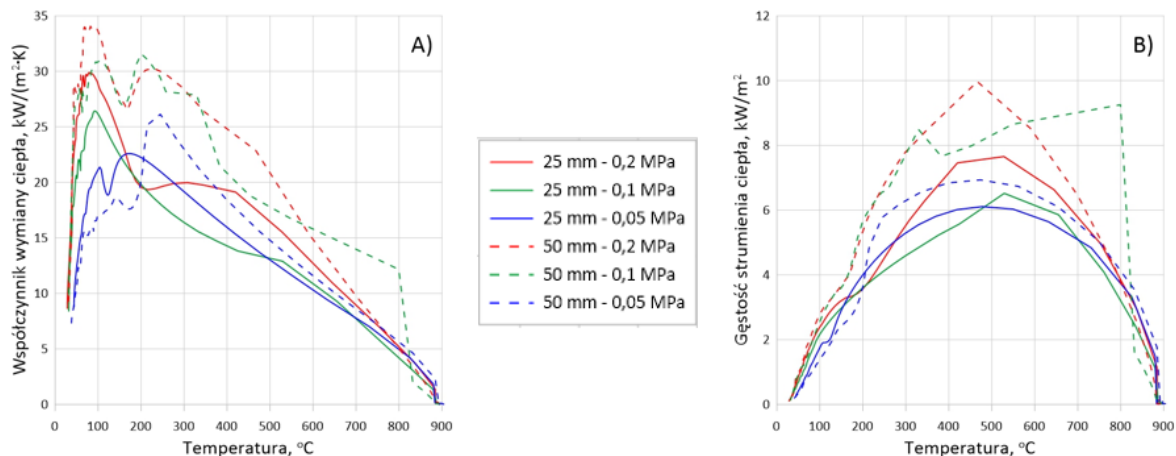 A)
Współczynnik wymiany ciepła, kW/(m²·K)
35
30
25
20
15
10
5
0
0 100 200 300 400 500 600 700 800 900
Temperatura, °C
25 mm - 0,2 MPa
25 mm - 0,1 MPa
25 mm - 0,05 MPa
50 mm - 0,2 MPa
50 mm - 0,1 MPa
50 mm - 0,05 MPa
B)
Gęstość strumienia ciepła, kW/m²
12
10
8
6
4
2
0
0 100 200 300 400 500 600 700 800 900
Temperatura, °C